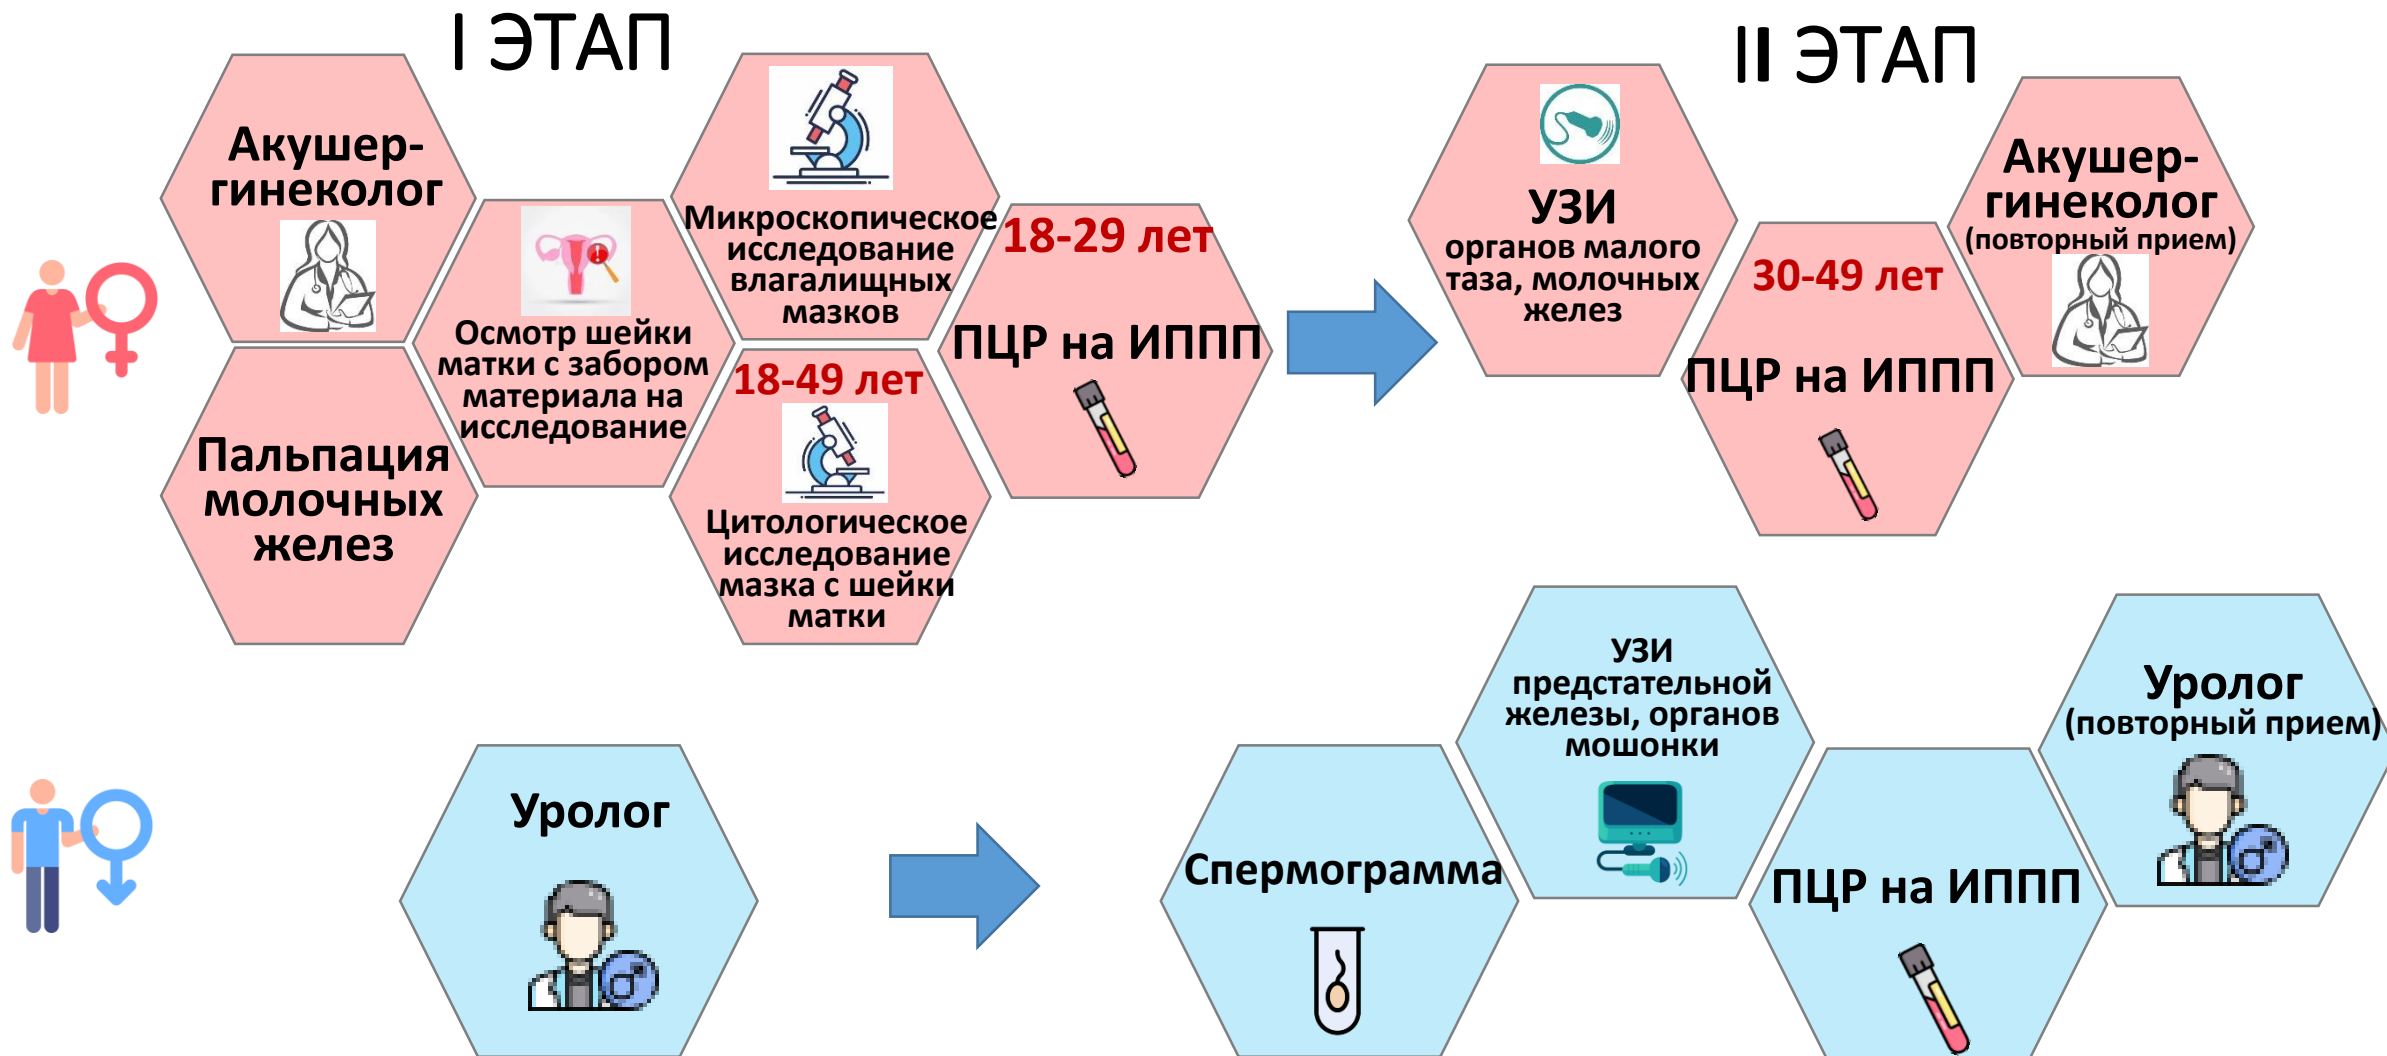 I ЭТАП
Акушер-
гинеколог
Пальпация
молочных
желез
Осмотр шейки
матки с забором
материала на
исследование
Микроскопическое
исследование
влагалищных
мазков
18-49 лет
Цитологическое
исследование
мазка с шейки
матки
18-29 лет
ПЦР на ИППП
II ЭТАП
УЗИ
органов малого
таза, молочных
желез
30-49 лет
ПЦР на ИППП
Акушер-
гинеколог
(повторный прием)
Уролог
Спермограмма
УЗИ
предстательной
железы, органов
мошонки
ПЦР на ИППП
Уролог
(повторный прием)